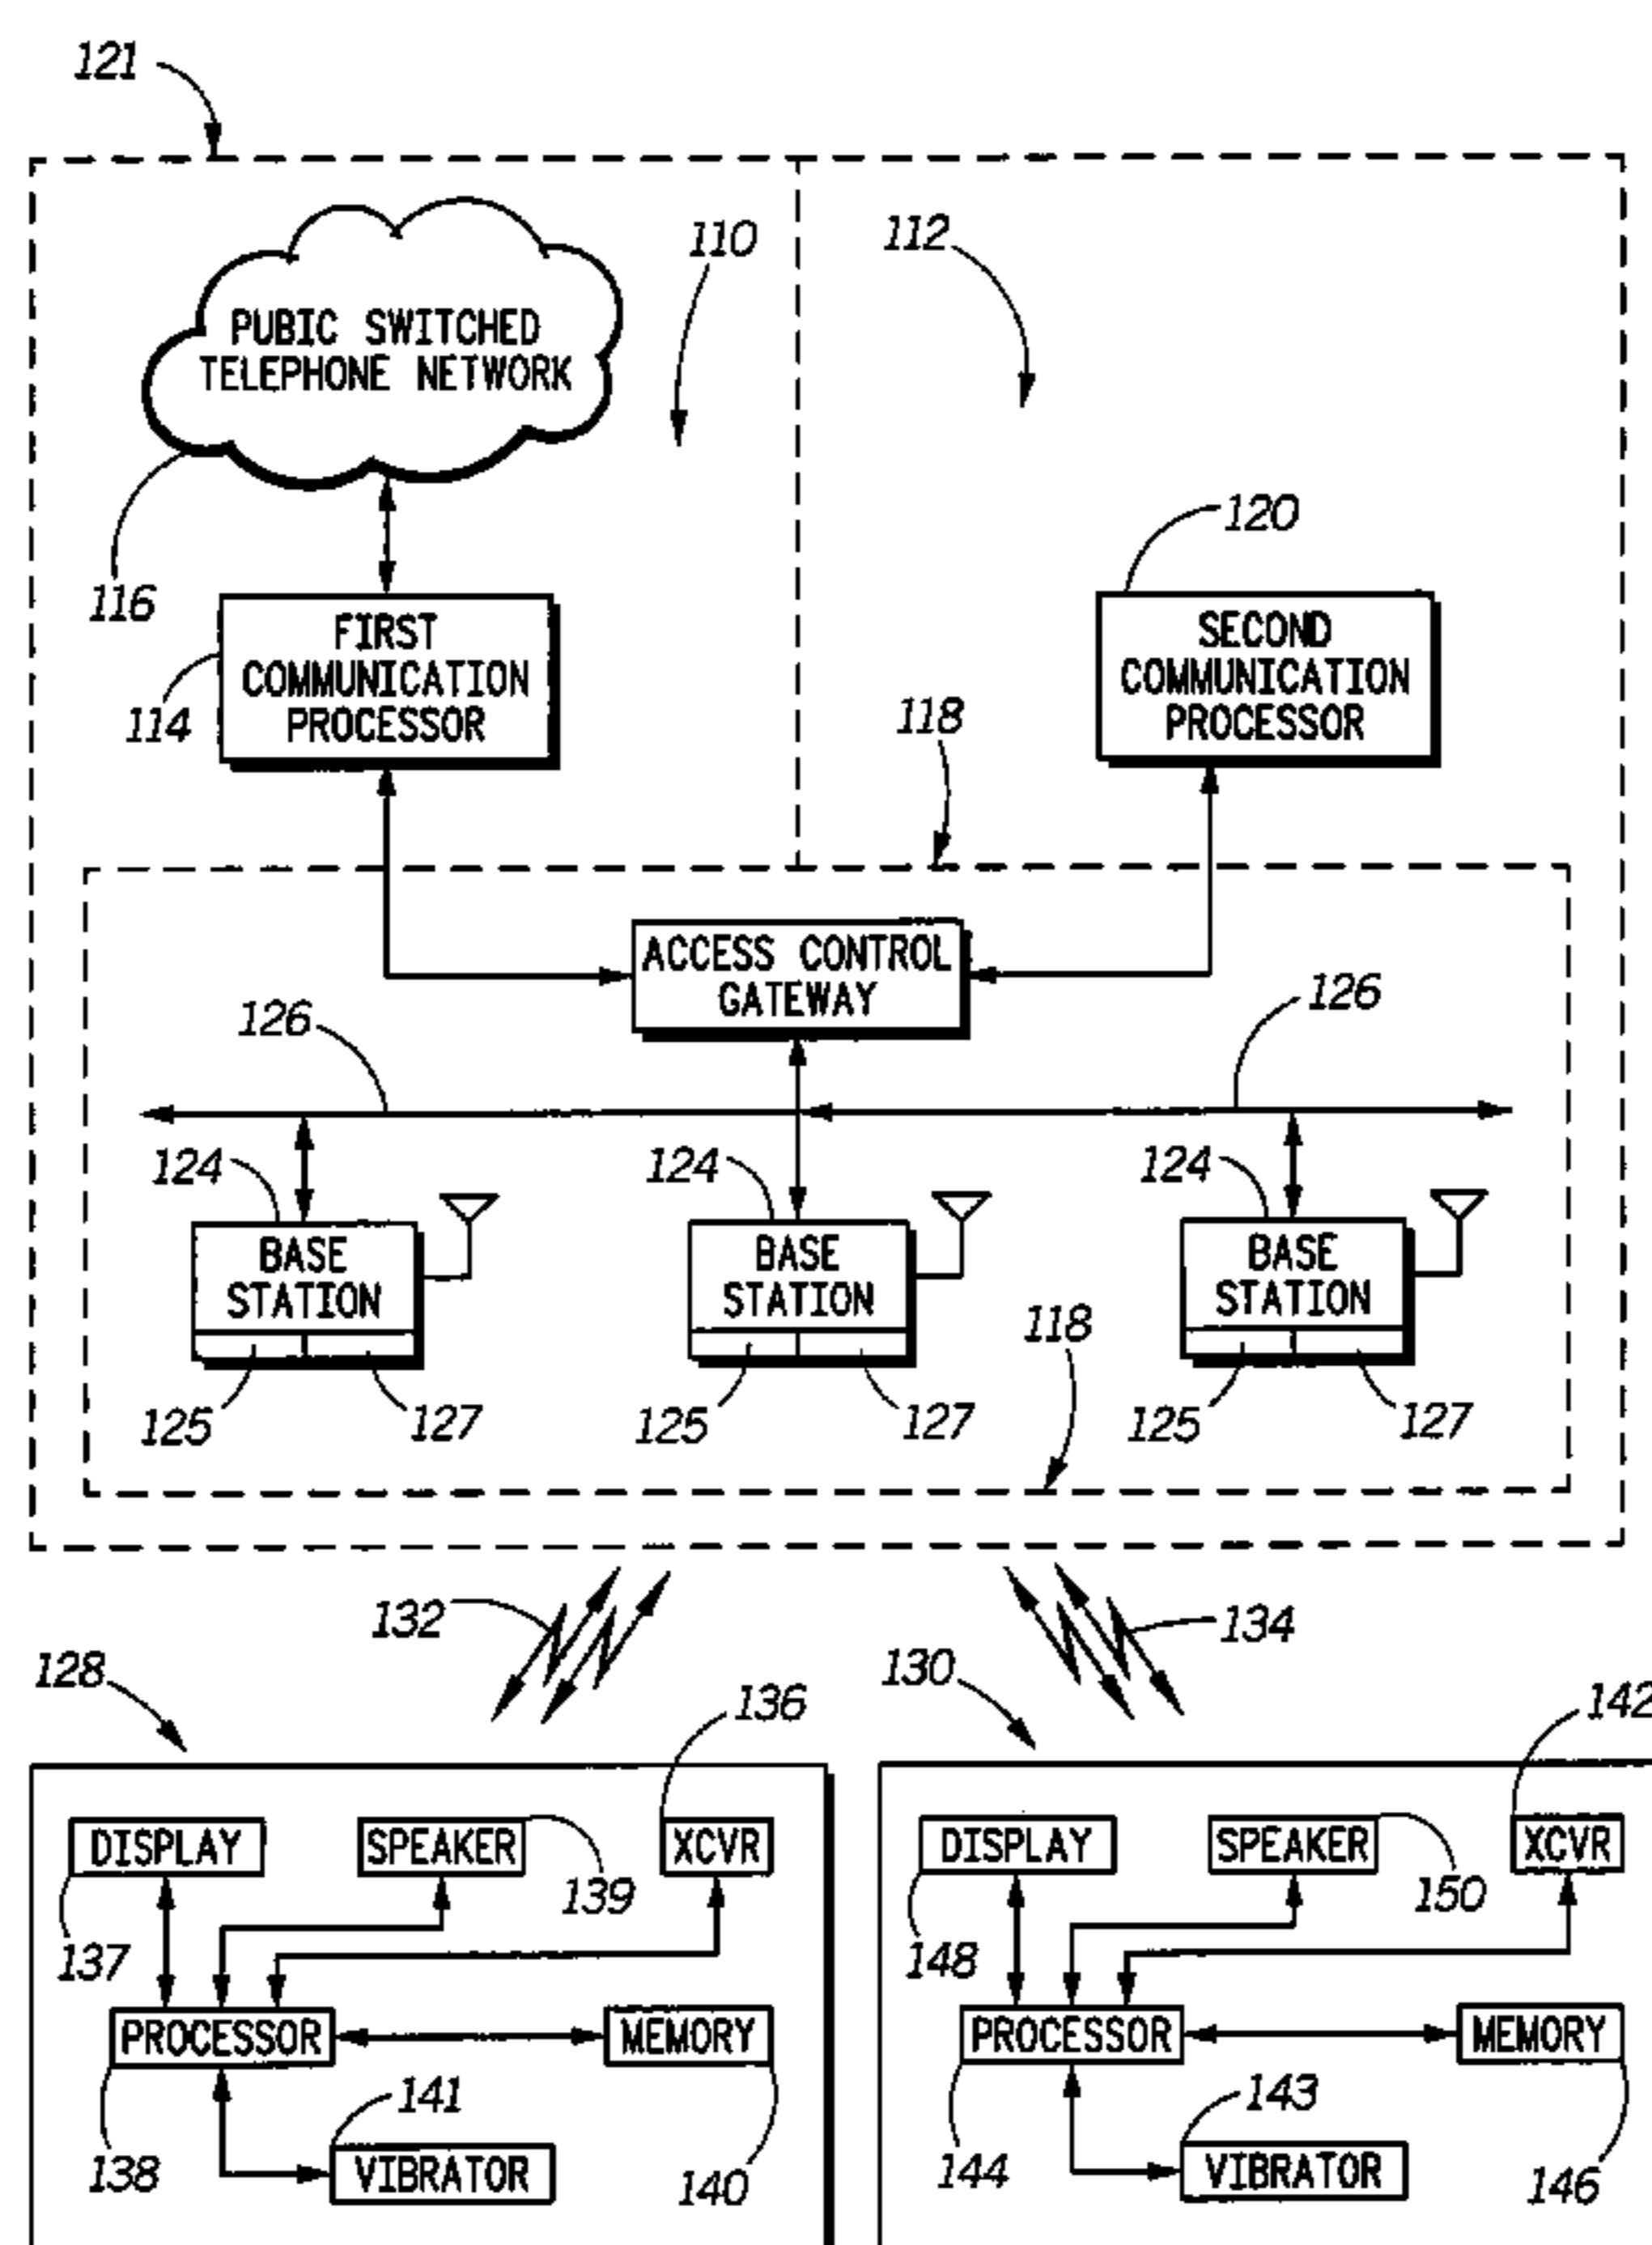 121
110
112
PUBIC SWITCHED
TELEPHONE NETWORK
116
120
FIRST
COMMUNICATION
PROCESSOR
114
SECOND
COMMUNICATION
PROCESSOR
118
ACCESS CONTROL
GATEWAY
126
126
124
124
124
BASE
STATION
BASE
STATION
BASE
STATION
118
125
127
125
127
125
127
132
134
128
130
136
142
DISPLAY
SPEAKER
XCVR
139
137
PROCESSOR
MEMORY
138
141
VIBRATOR
140
DISPLAY
SPEAKER
XCVR
150
148
PROCESSOR
MEMORY
144
143
VIBRATOR
146